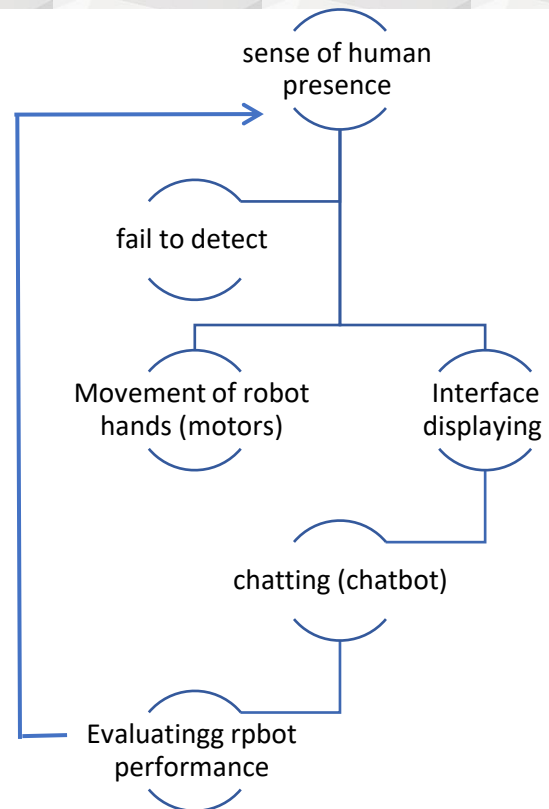 sense of human
presence
fail to detect
Movement of robot
hands (motors)
Interface
displaying
chatting (chatbot)
Evaluatingg rpbot
performance